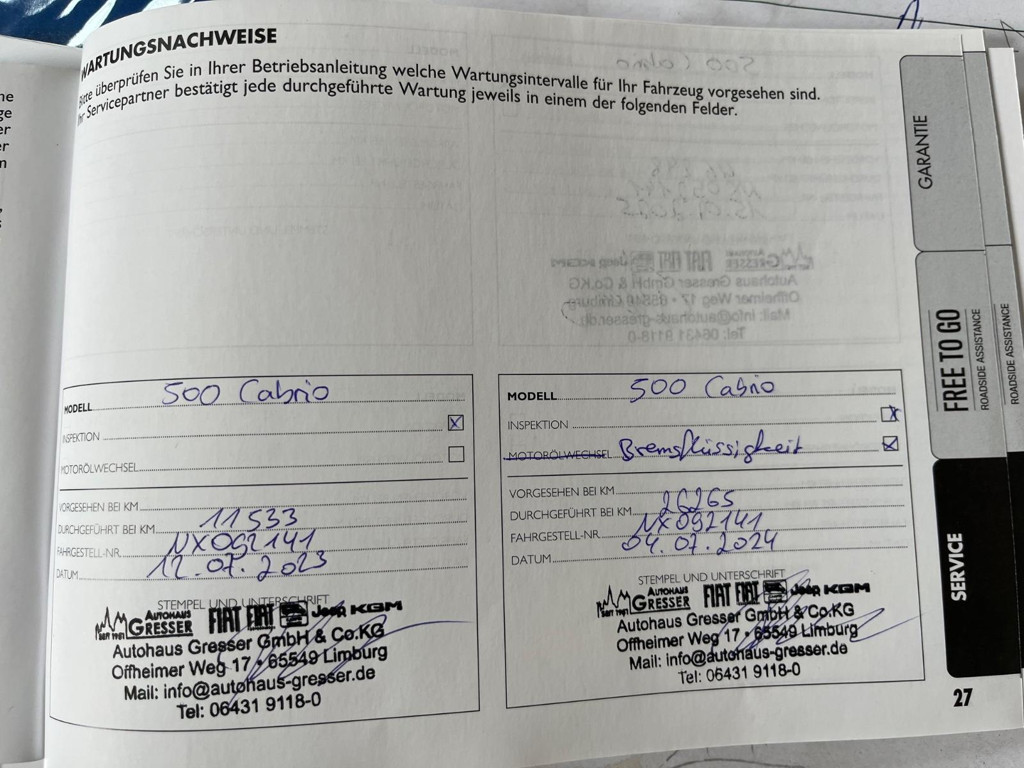 WARTUNGSNACHWEISE
Bitte überprüfen Sie in Ihrer Betriebsanleitung welche Wartungsintervalle für Ihr Fahrzeug vorgesehen sind.
Ihr Servicepartner bestätigt jede durchgeführte Wartung jeweils in einem der folgenden Felder.
MODELL 500 Cabrio
INSPEKTION
MOTORÖLWECHSEL
VORGESEHEN BEI KM
DURCHGEFÜHRT BEI KM 11533
FAHRGESTELL-NR. NX092141
DATUM 12.07.2023
STEMPEL UND UNTERSCHRIFT
SEIT 1961 AUTOHAUS GRESSER FIAT FIAT Jeep KGM
Autohaus Gresser GmbH & Co.KG
Offheimer Weg 17 • 65549 Limburg
Mail: info@autohaus-gresser.de
Tel: 06431 9118-0
MODELL 500 Cabrio
INSPEKTION
MOTORÖLWECHSEL Bremsflüssigkeit
VORGESEHEN BEI KM
DURCHGEFÜHRT BEI KM 26265
FAHRGESTELL-NR. NX092141
DATUM 04.07.2024
STEMPEL UND UNTERSCHRIFT
SEIT 1961 AUTOHAUS GRESSER FIAT FIAT Jeep KGM
Autohaus Gresser GmbH & Co.KG
Offheimer Weg 17 • 65549 Limburg
Mail: info@autohaus-gresser.de
Tel: 06431 9118-0
GARANTIE
FREE TO GO
ROADSIDE ASSISTANCE
ROADSIDE ASSISTANCE
SERVICE
27